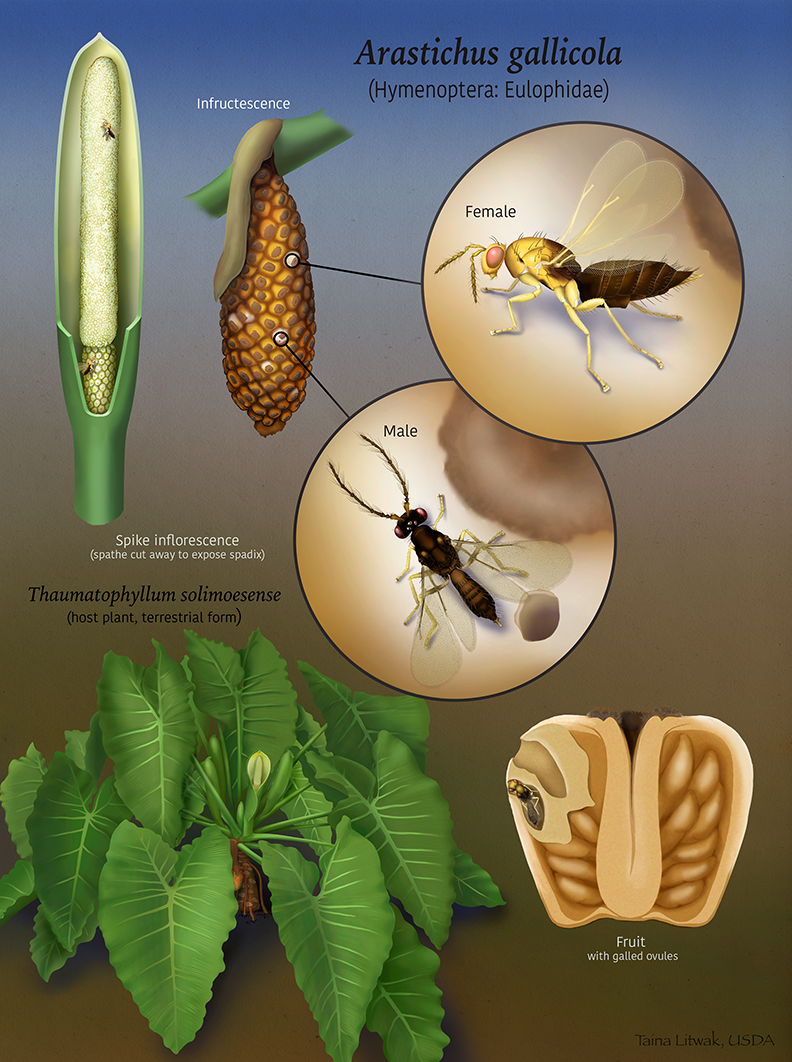 Arastichus gallicola
(Hymenoptera: Eulophidae)
Infructescence
Female
Male
Spike inflorescence
(spathe cut away to expose spadix)
Thaumatophyllum solimoesense
(host plant, terrestrial form)
Fruit
with galled ovules
Taina Litwak, USDA